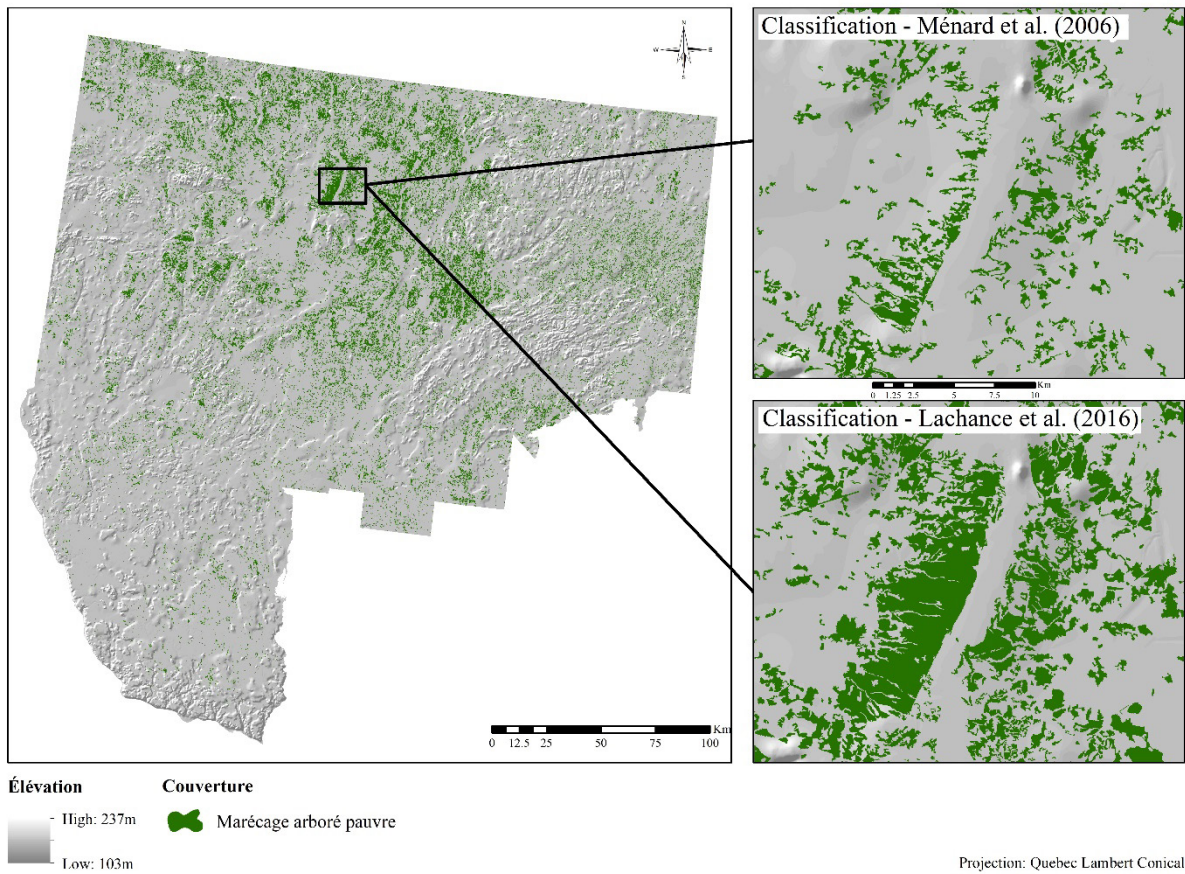 N
W E
S
Km
0 12.5 25 50 75 100
Classification - Ménard et al. (2006)
Km
0 1.25 2.5 5 7.5 10
Classification - Lachance et al. (2016)
Élévation
High: 237m
Low: 103m
Couverture
Marécage arboré pauvre
Projection: Quebec Lambert Conical